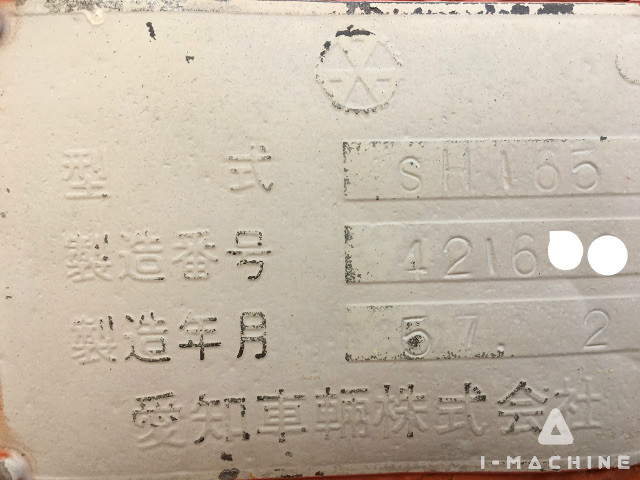 型式 SH165
製造番号 4216
製造年月 57. 2
愛知車輛株式会社
I-MACHINE